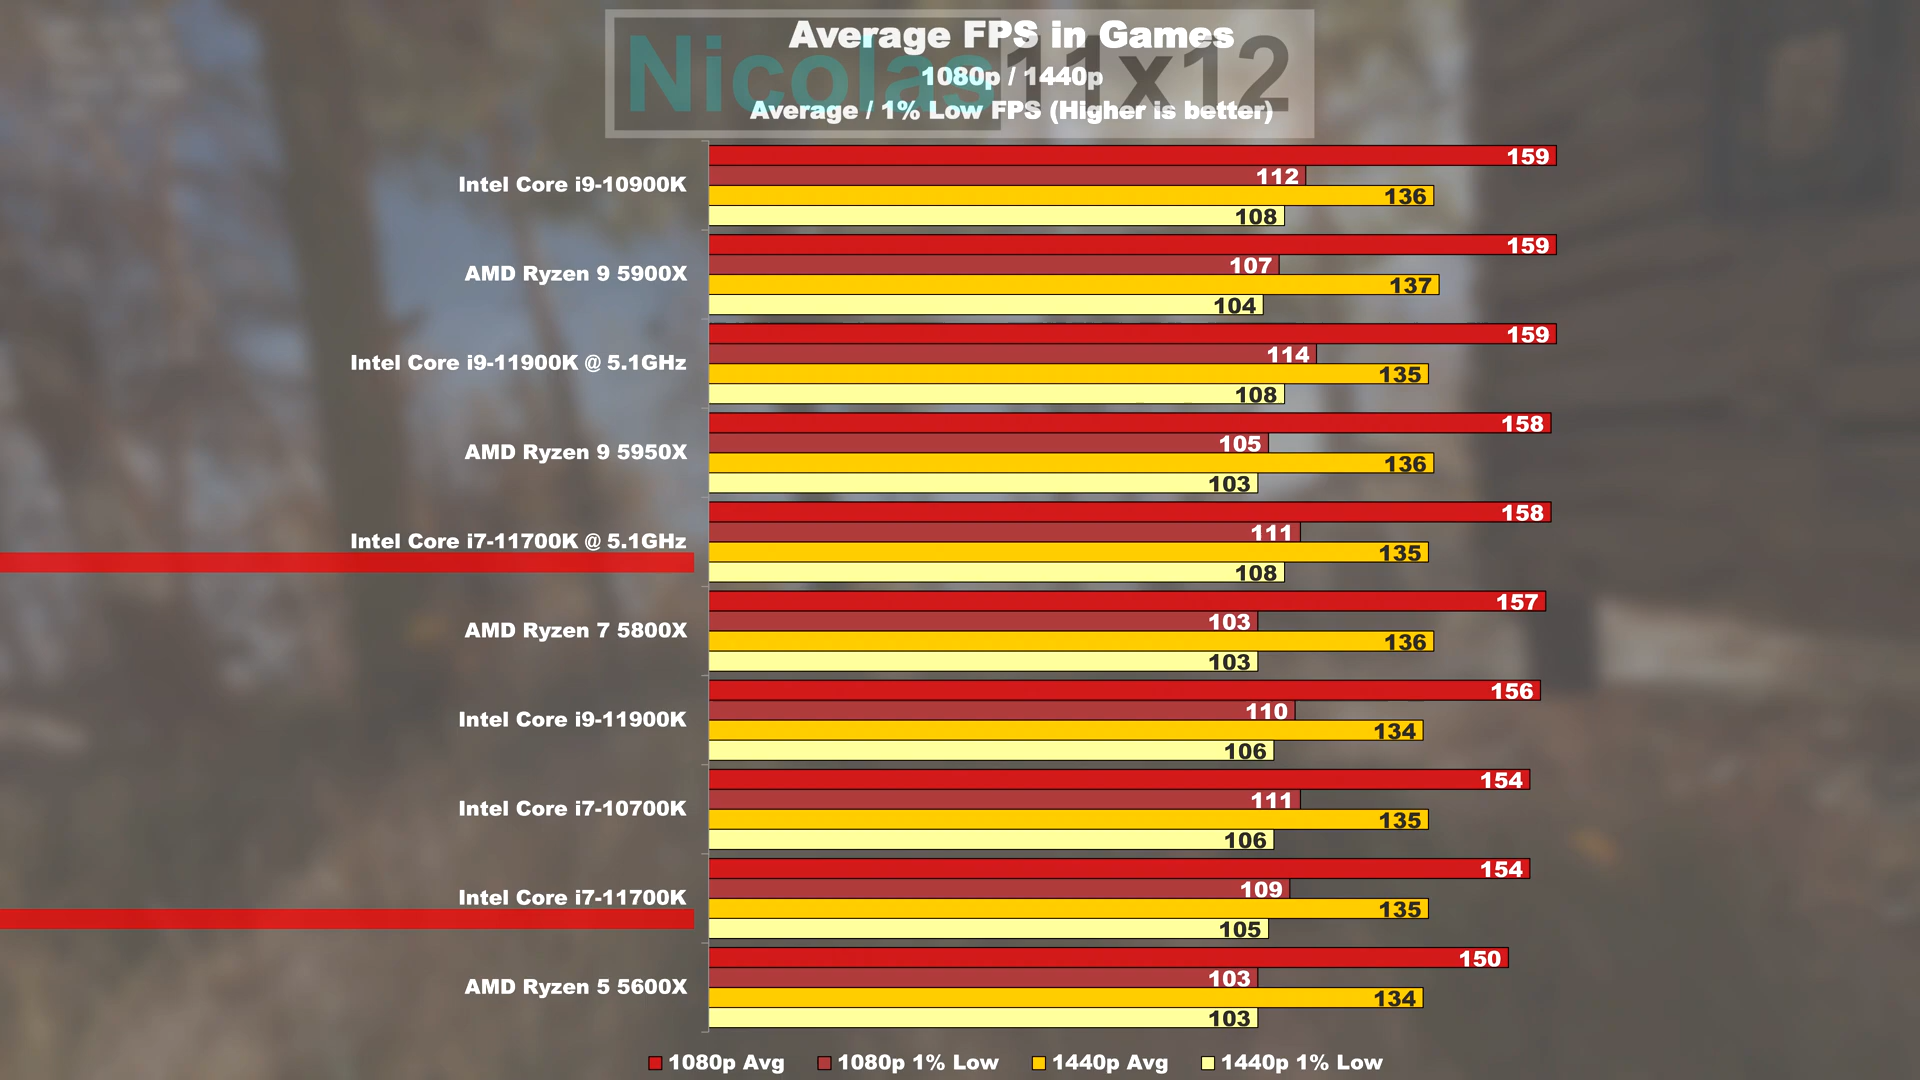 Average FPS in Games
Nicolas11x12
1080p / 1440p
Average / 1% Low FPS (Higher is better)
Intel Core i9-10900K
159
112
136
108
AMD Ryzen 9 5900X
159
107
137
104
Intel Core i9-11900K @ 5.1GHz
159
114
135
108
AMD Ryzen 9 5950X
158
105
136
103
Intel Core i7-11700K @ 5.1GHz
158
111
135
108
AMD Ryzen 7 5800X
157
103
136
103
Intel Core i9-11900K
156
110
134
106
Intel Core i7-10700K
154
111
135
106
Intel Core i7-11700K
154
109
135
105
AMD Ryzen 5 5600X
150
103
134
103
1080p Avg 1080p 1% Low 1440p Avg 1440p 1% Low